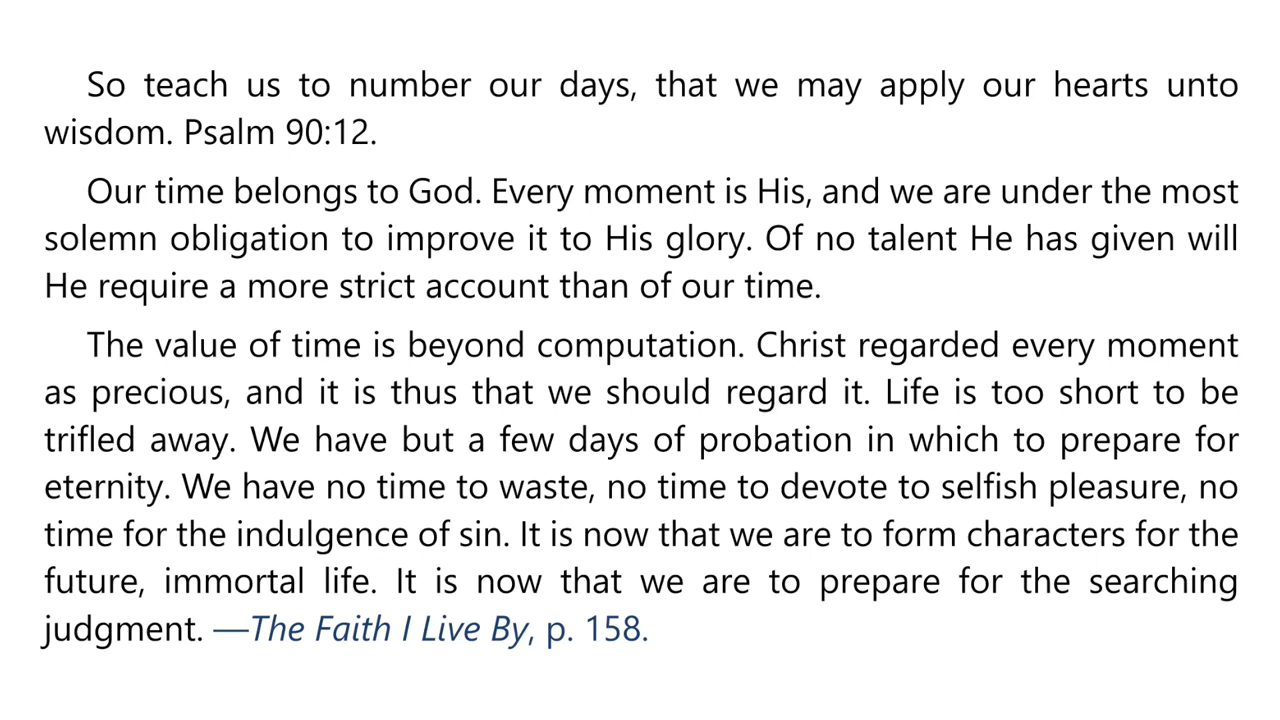 So teach us to number our days, that we may apply our hearts unto
wisdom. Psalm 90:12.
Our time belongs to God. Every moment is His, and we are under the most
solemn obligation to improve it to His glory. Of no talent He has given will
He require a more strict account than of our time.
The value of time is beyond computation. Christ regarded every moment
as precious, and it is thus that we should regard it. Life is too short to be
trifled away. We have but a few days of probation in which to prepare for
eternity. We have no time to waste, no time to devote to selfish pleasure, no
time for the indulgence of sin. It is now that we are to form characters for the
future, immortal life. It is now that we are to prepare for the searching
judgment. —The Faith I Live By, p. 158.